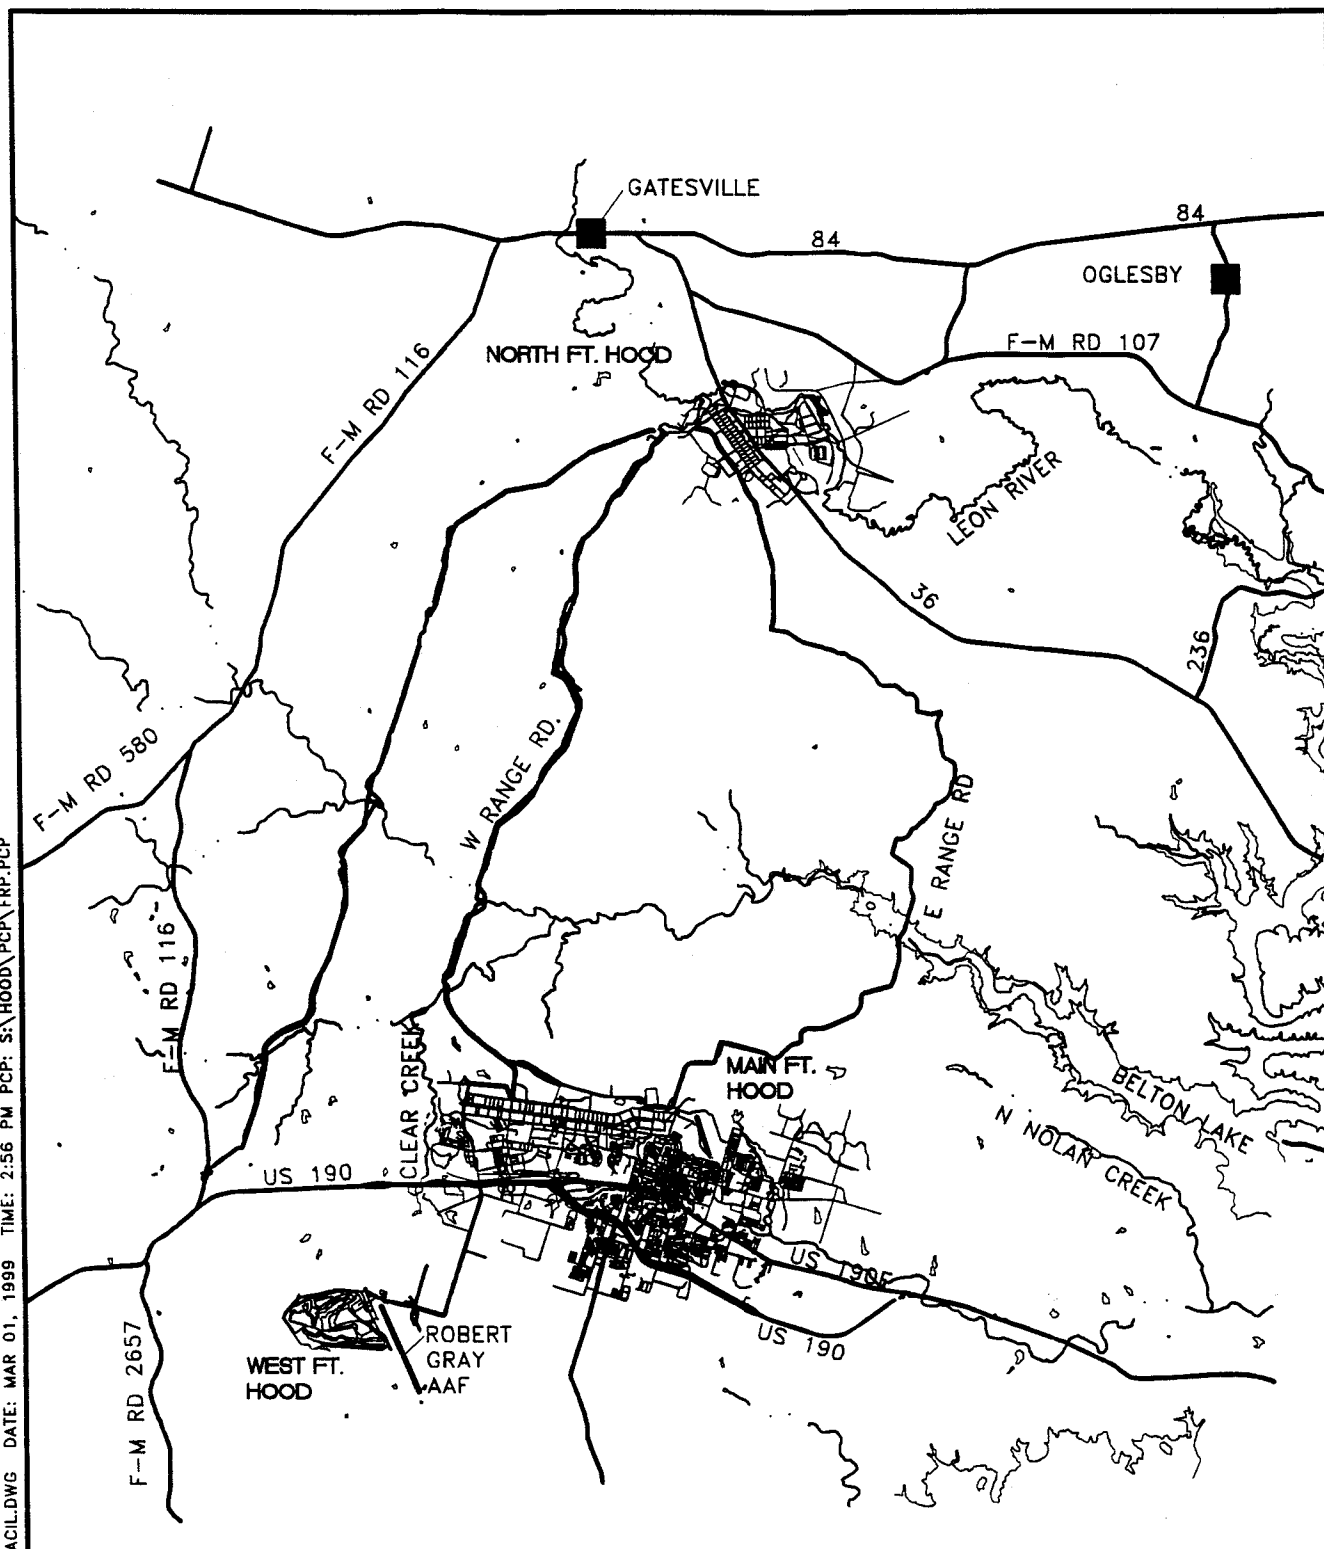 GATESVILLE
84
84
OGLESBY
F-M RD 107
NORTH FT. HOOD
F-M RD 116
LEON RIVER
36
236
F-M RD 580
W RANGE RD.
E RANGE RD
F-M RD 116
CLEAR CREEK
MAIN FT.
HOOD
BELTON LAKE
N NOLAN CREEK
US 190
US 190
US 190
ROBERT
GRAY
AAF
WEST FT.
HOOD
F-M RD 2657
ACIL.DWG DATE: MAR 01, 1999 TIME: 2:56 PM PCP: S:\HOOD\PCP\FRP.PCP